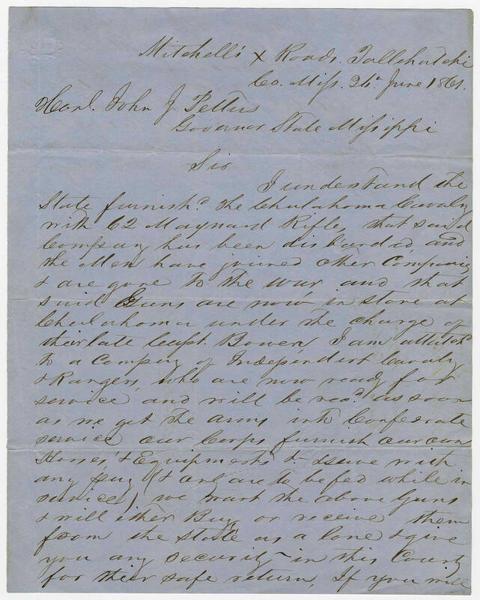 Mitchell's X Roads. Tallahatchi
Co. Miss. 26 June 1861.
Hon. John J Pettus
Governor State Missippi
Sir
I understand the
State furnish.d the Chulahoma Cavalry
with 62 Maynard Rifles, that said
Company has been disbanded, and
the Men have joined other Companies
& are gone to the war and that
said Guns are now in store at
Chulahoma under the charge of
their late Capt. Bowen. I am attached
to a Company of Independent Cavalry
& Rangers, who are now ready for
service and will be rec.d as soon
as we get the arms into Confederate
service our Corps furnish our own
Horses & Equipments & serve with
any pay (& only are to be fed while in
service) we want the above Guns
& will either Buy or receive them
from the State as a lone & give
you any security in this County
for their safe return. If you will